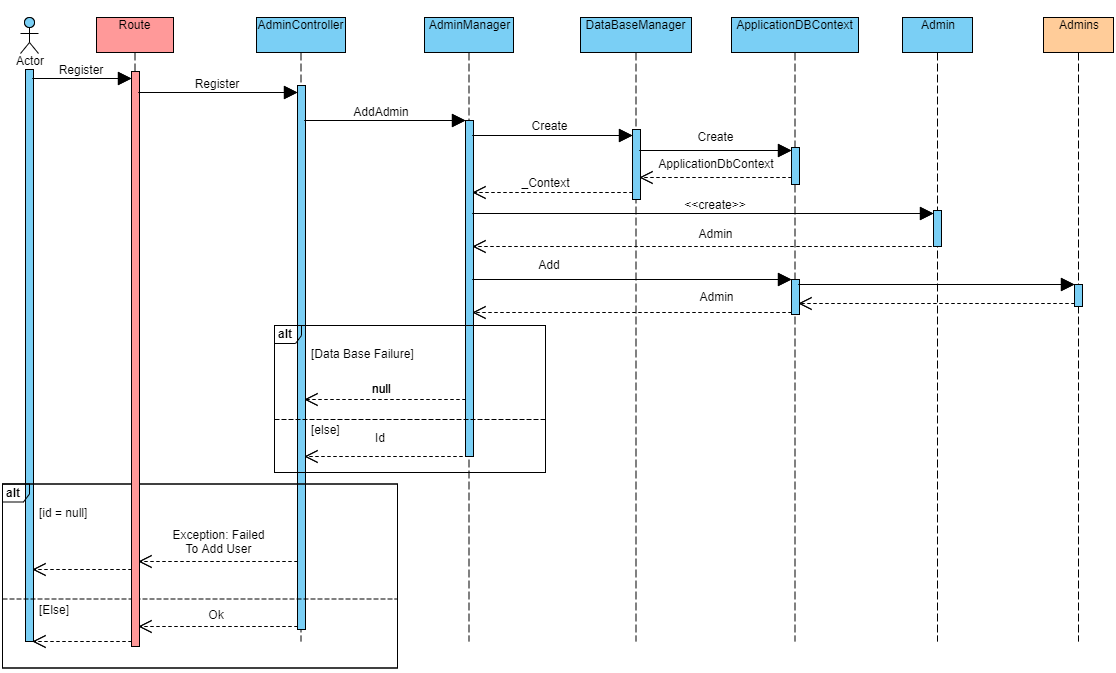 Route
AdminController
AdminManager
DataBaseManager
ApplicationDBContext
Admin
Admins
Actor
Register
Register
AddAdmin
Create
Create
ApplicationDbContext
_Context
<<create>>
Admin
Add
Admin
alt
[Data Base Failure]
null
[else]
Id
alt
[id = null]
Exception: Failed
To Add User
[Else]
Ok